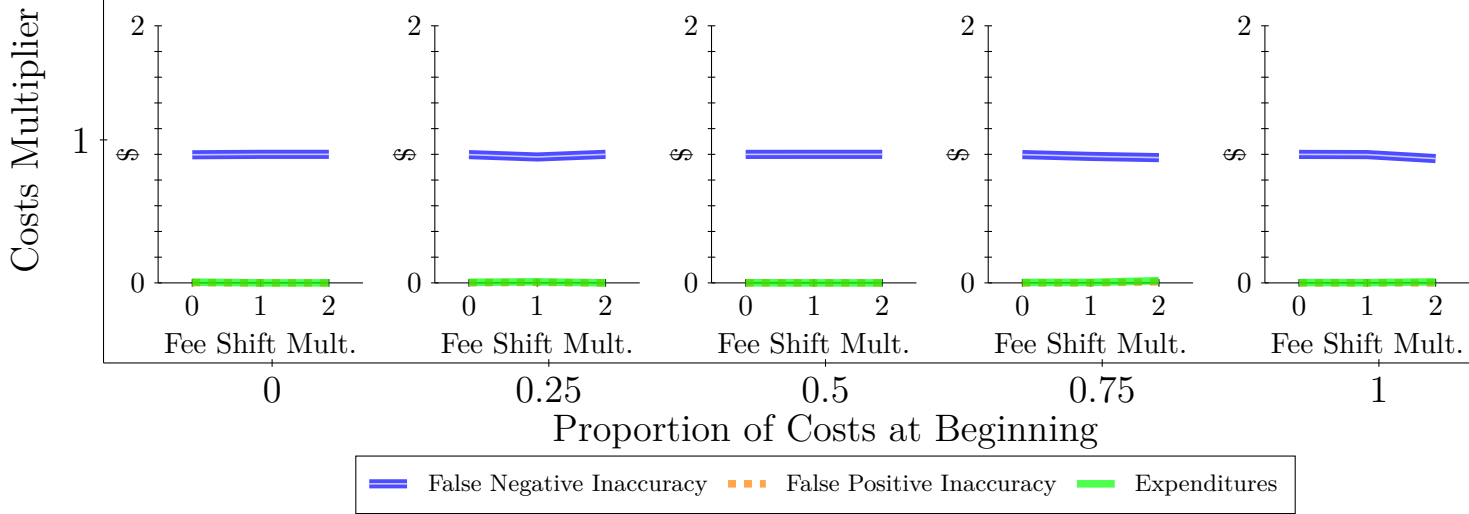 Costs Multiplier
1
2
$
0
0 1 2
Fee Shift Mult.
2
$
0
0 1 2
Fee Shift Mult.
2
$
0
0 1 2
Fee Shift Mult.
2
$
0
0 1 2
Fee Shift Mult.
2
$
0
0 1 2
Fee Shift Mult.
0 0.25 0.5 0.75 1
Proportion of Costs at Beginning
False Negative Inaccuracy False Positive Inaccuracy Expenditures